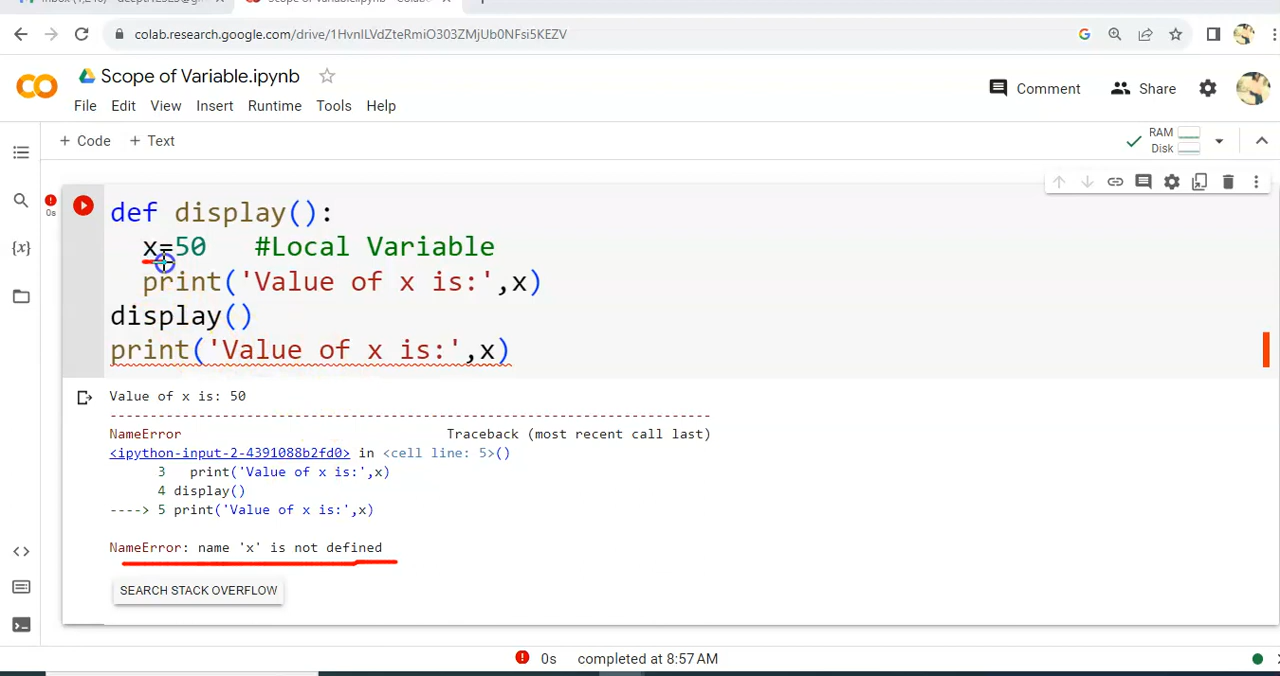 colab.research.google.com/drive/1HvnILVdZteRmiO303ZMjUb0NFsi5KEZV
Scope of Variable.ipynb
Comment
Share
File Edit View Insert Runtime Tools Help
+ Code + Text
RAM
Disk
def display():
x=50 #Local Variable
print('Value of x is:',x)
display()
print('Value of x is:',x)
{x}
0s
Value of x is: 50
-----------------------------------------------------------------------
NameError Traceback (most recent call last)
<ipython-input-2-4391088b2fd0> in <cell line: 5>()
3 print('Value of x is:',x)
4 display()
----> 5 print('Value of x is:',x)
NameError: name 'x' is not defined
SEARCH STACK OVERFLOW
0s completed at 8:57 AM